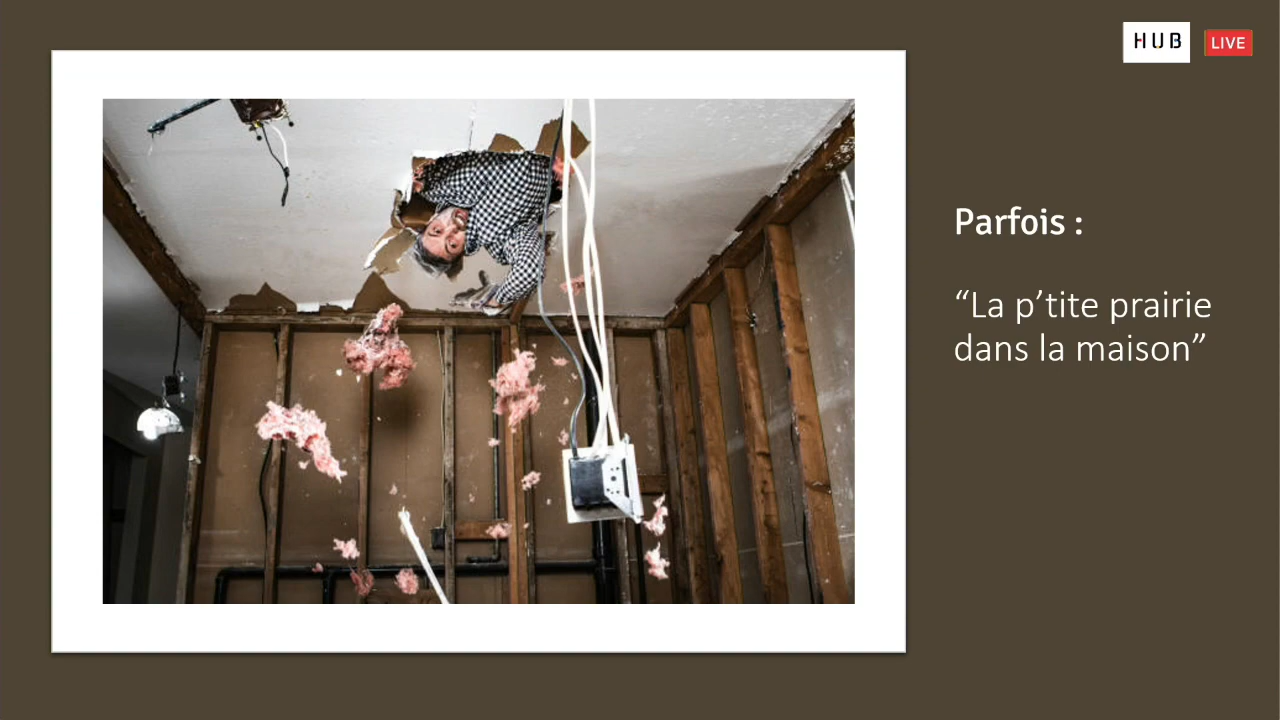 HUB LIVE
Parfois :
“La p’tite prairie
dans la maison”